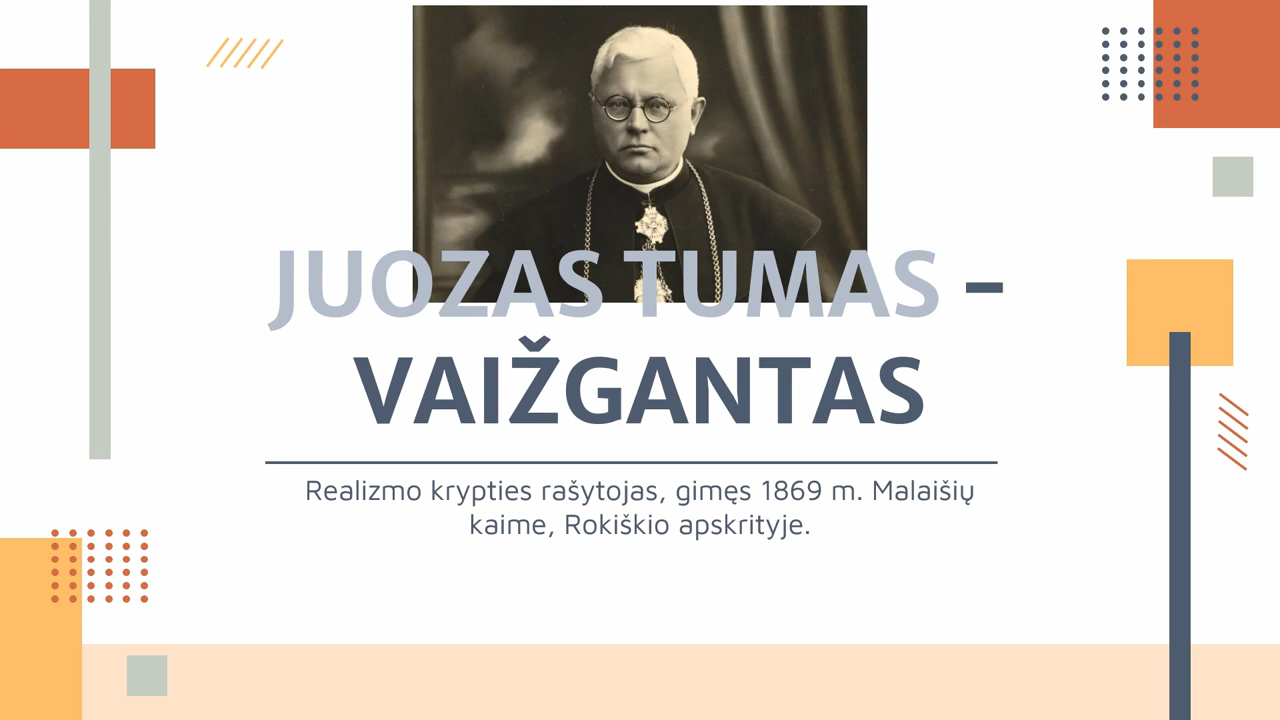 JUOZAS TUMAS –
VAIŽGANTAS
Realizmo krypties rašytojas, gimęs 1869 m. Malaišių
kaime, Rokiškio apskrityje.